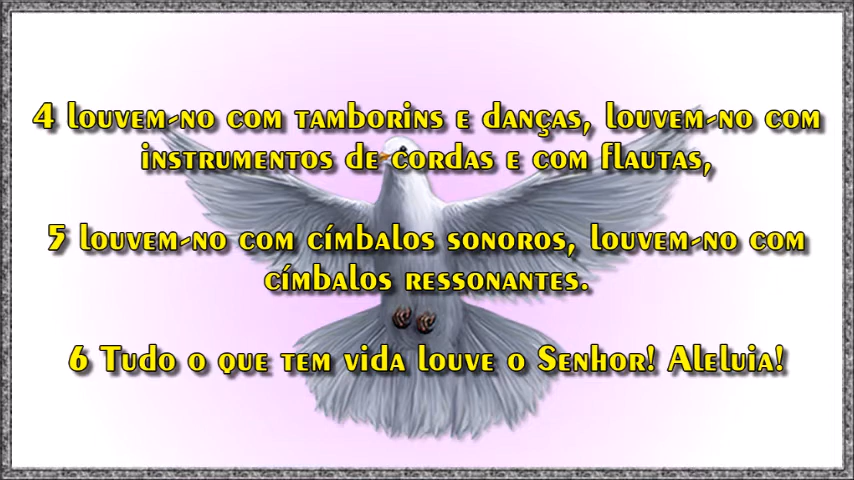 4 louvem-no com tamborins e danças, louvem-no com
instrumentos de cordas e com flautas,
5 louvem-no com címbalos sonoros, louvem-no com
címbalos ressonantes.
6 Tudo o que tem vida louve o Senhor! Aleluia!